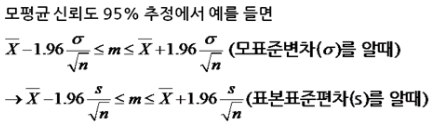 모평균 신뢰도 95% 추정에서 예를 들면
X̄−1.96 σ/√n ≤ m ≤ X̄+1.96 σ/√n (모표준변차(σ)를 알때)
→ X̄−1.96 s/√n ≤ m ≤ X̄+1.96 s/√n (표본표준편차(s)를 알때)